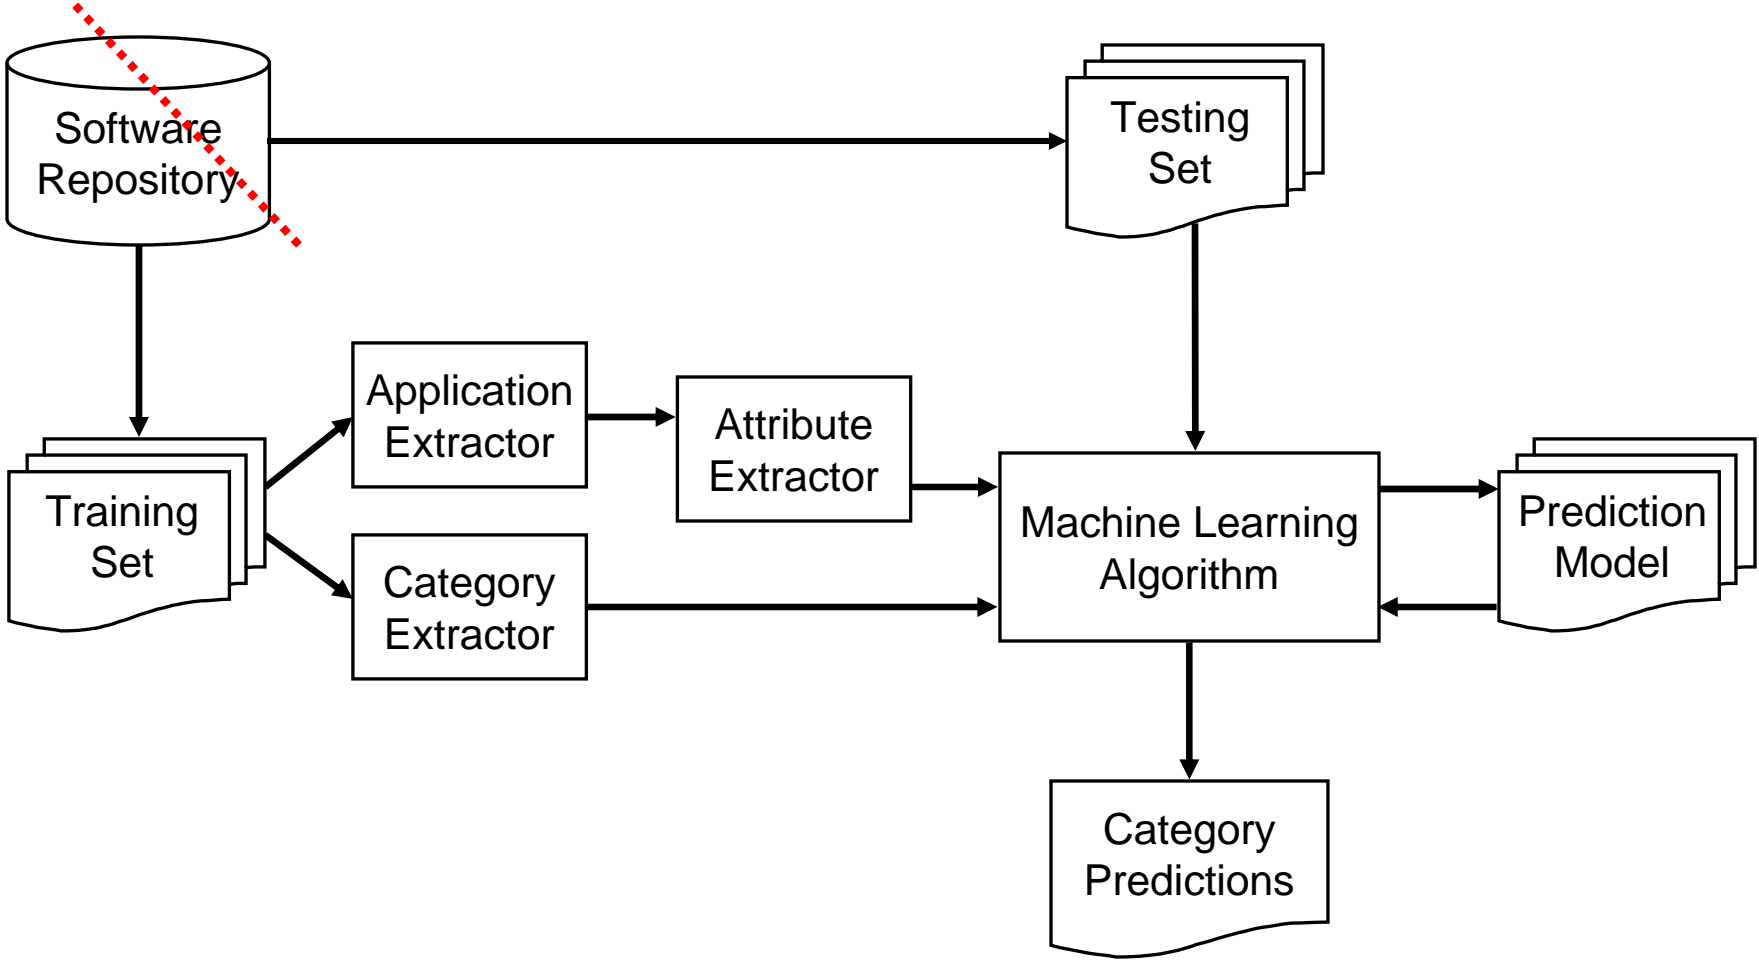 Software
Repository
Testing
Set
Application
Extractor
Attribute
Extractor
Training
Set
Category
Extractor
Machine Learning
Algorithm
Prediction
Model
Category
Predictions